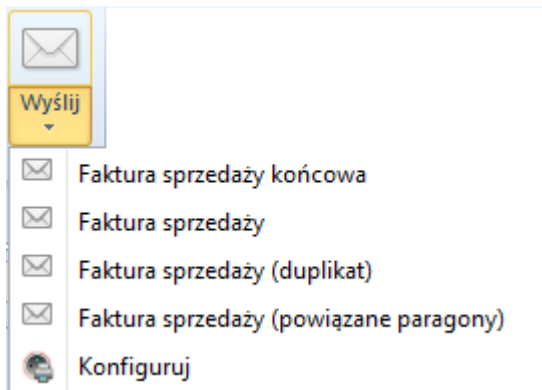 Wyślij
Faktura sprzedaży końcowa
Faktura sprzedaży
Faktura sprzedaży (duplikat)
Faktura sprzedaży (powiązane paragony)
Konfiguruj